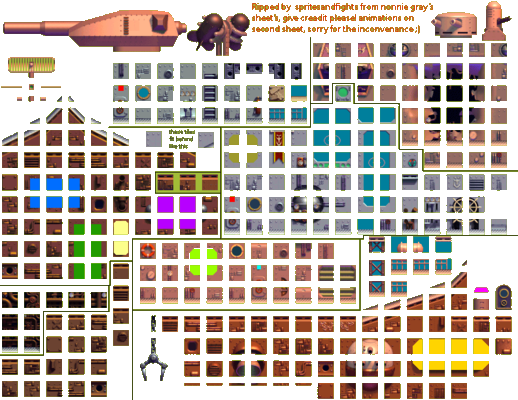 Ripped by spritesandfights from nonnie gray's
sheet's, give creadit please! animations on
second sheet, sorry for the inconvenance;)
these tiles
fit behind
like this